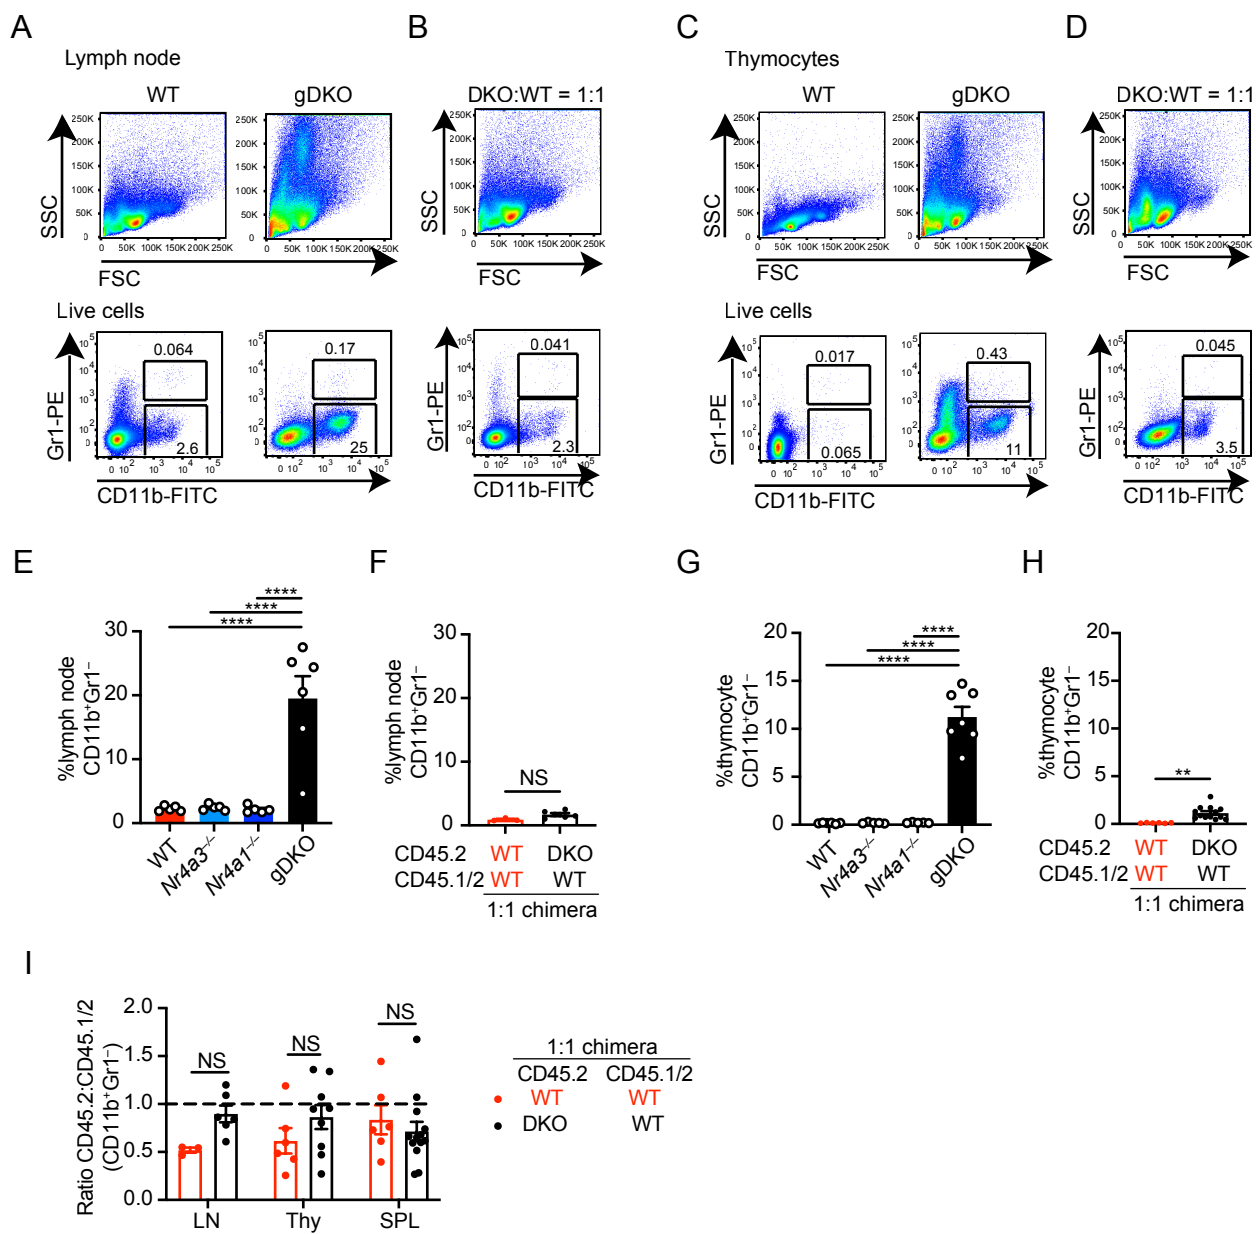 A
B
C
D
Lymph node
Thymocytes
WT
gDKO
DKO:WT = 1:1
WT
gDKO
DKO:WT = 1:1
SSC
250K
200K
150K
100K
50K
0
0
50K
100K
150K
200K
250K
FSC
FSC
FSC
FSC
Live cells
Live cells
Gr1-PE
0.064
2.6
0.17
25
Gr1-PE
0.041
2.3
Gr1-PE
0.017
0.065
0.43
11
Gr1-PE
0.045
3.5
CD11b-FITC
CD11b-FITC
CD11b-FITC
CD11b-FITC
E
F
G
H
****
****
****
%lymph node
CD11b⁺Gr1⁻
30
20
10
0
WT
Nr4a3⁻/⁻
Nr4a1⁻/⁻
gDKO
%lymph node
CD11b⁺Gr1⁻
30
20
10
0
NS
CD45.2 WT DKO
CD45.1/2 WT WT
1:1 chimera
****
****
****
%thymocyte
CD11b⁺Gr1⁻
20
15
10
5
0
WT
Nr4a3⁻/⁻
Nr4a1⁻/⁻
gDKO
%thymocyte
CD11b⁺Gr1⁻
20
15
10
5
0
**
CD45.2 WT DKO
CD45.1/2 WT WT
1:1 chimera
I
Ratio CD45.2:CD45.1/2
(CD11b⁺Gr1⁻)
2.0
1.5
1.0
0.5
0.0
NS
NS
NS
LN
Thy
SPL
1:1 chimera
CD45.2 CD45.1/2
WT WT
DKO WT